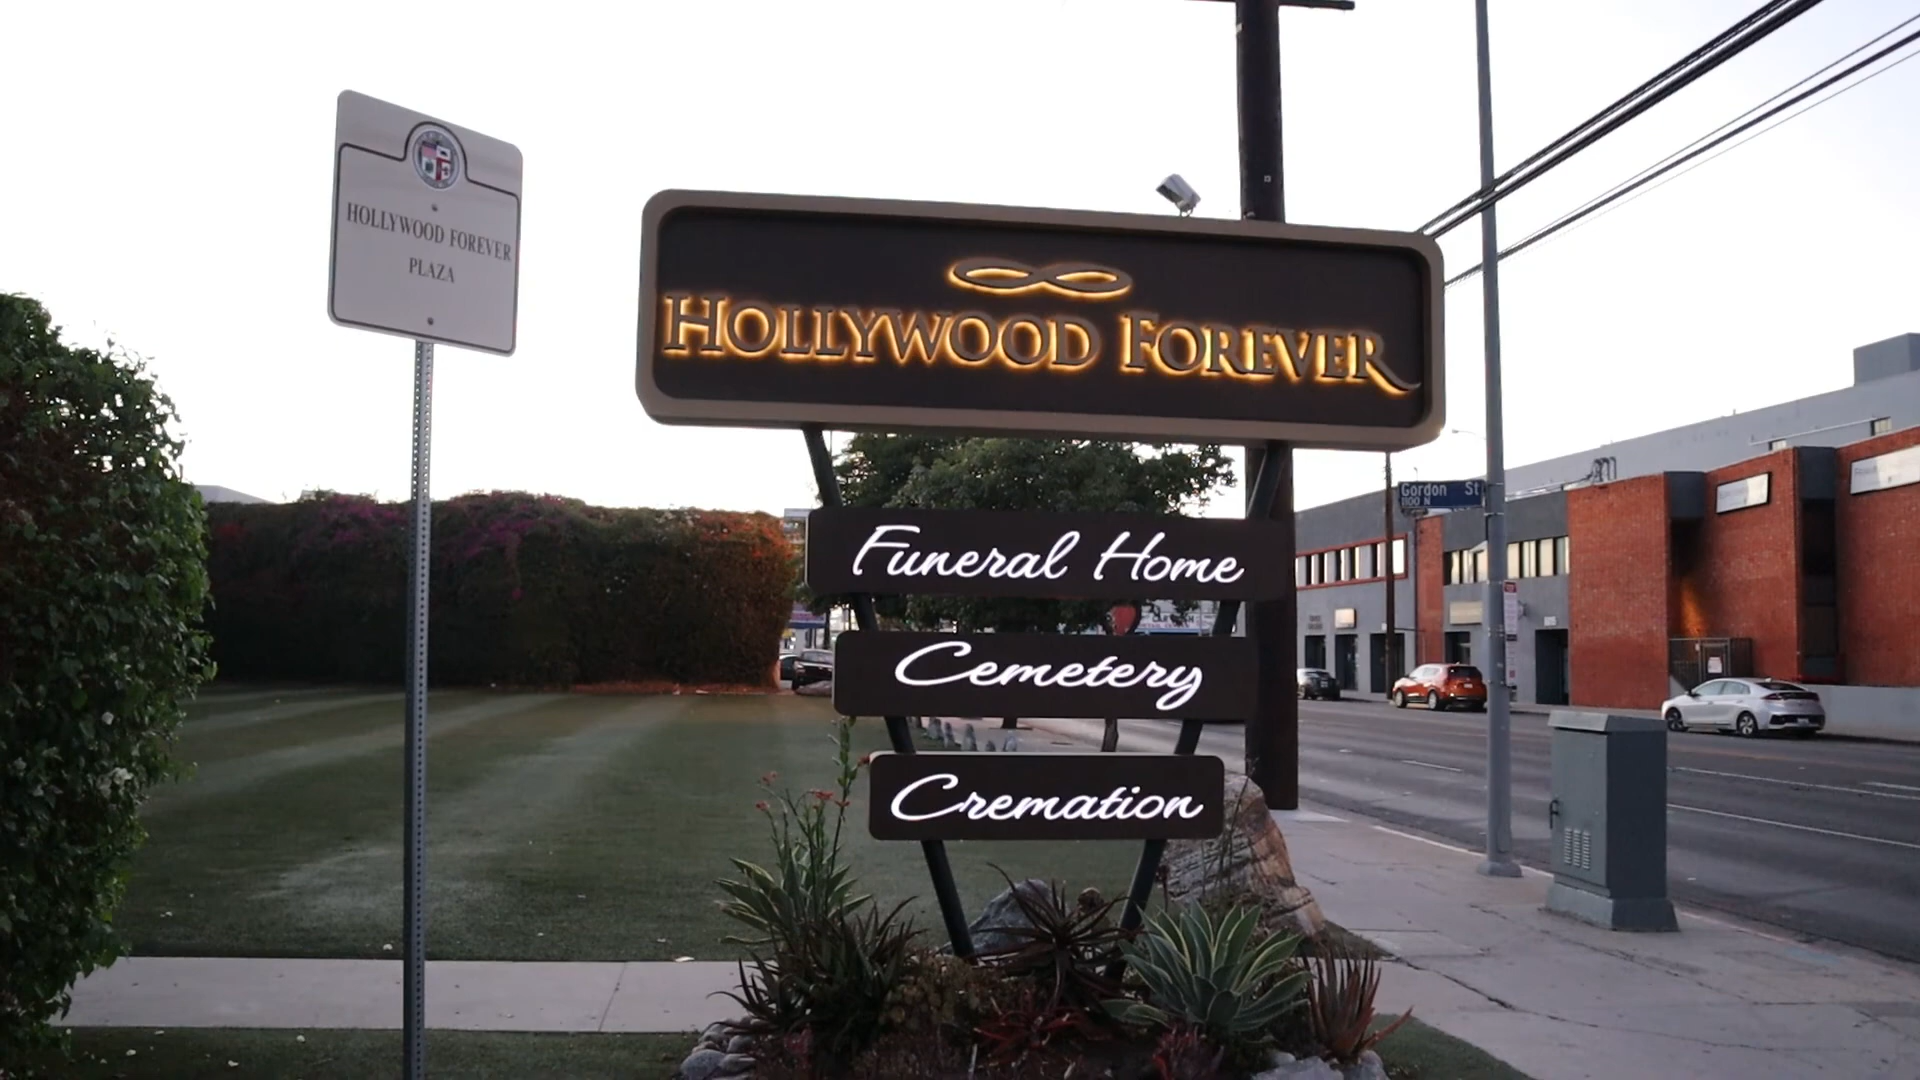 HOLLYWOOD FOREVER
PLAZA
HOLLYWOOD FOREVER
Funeral Home
Cemetery
Cremation
Gordon St
1100 N